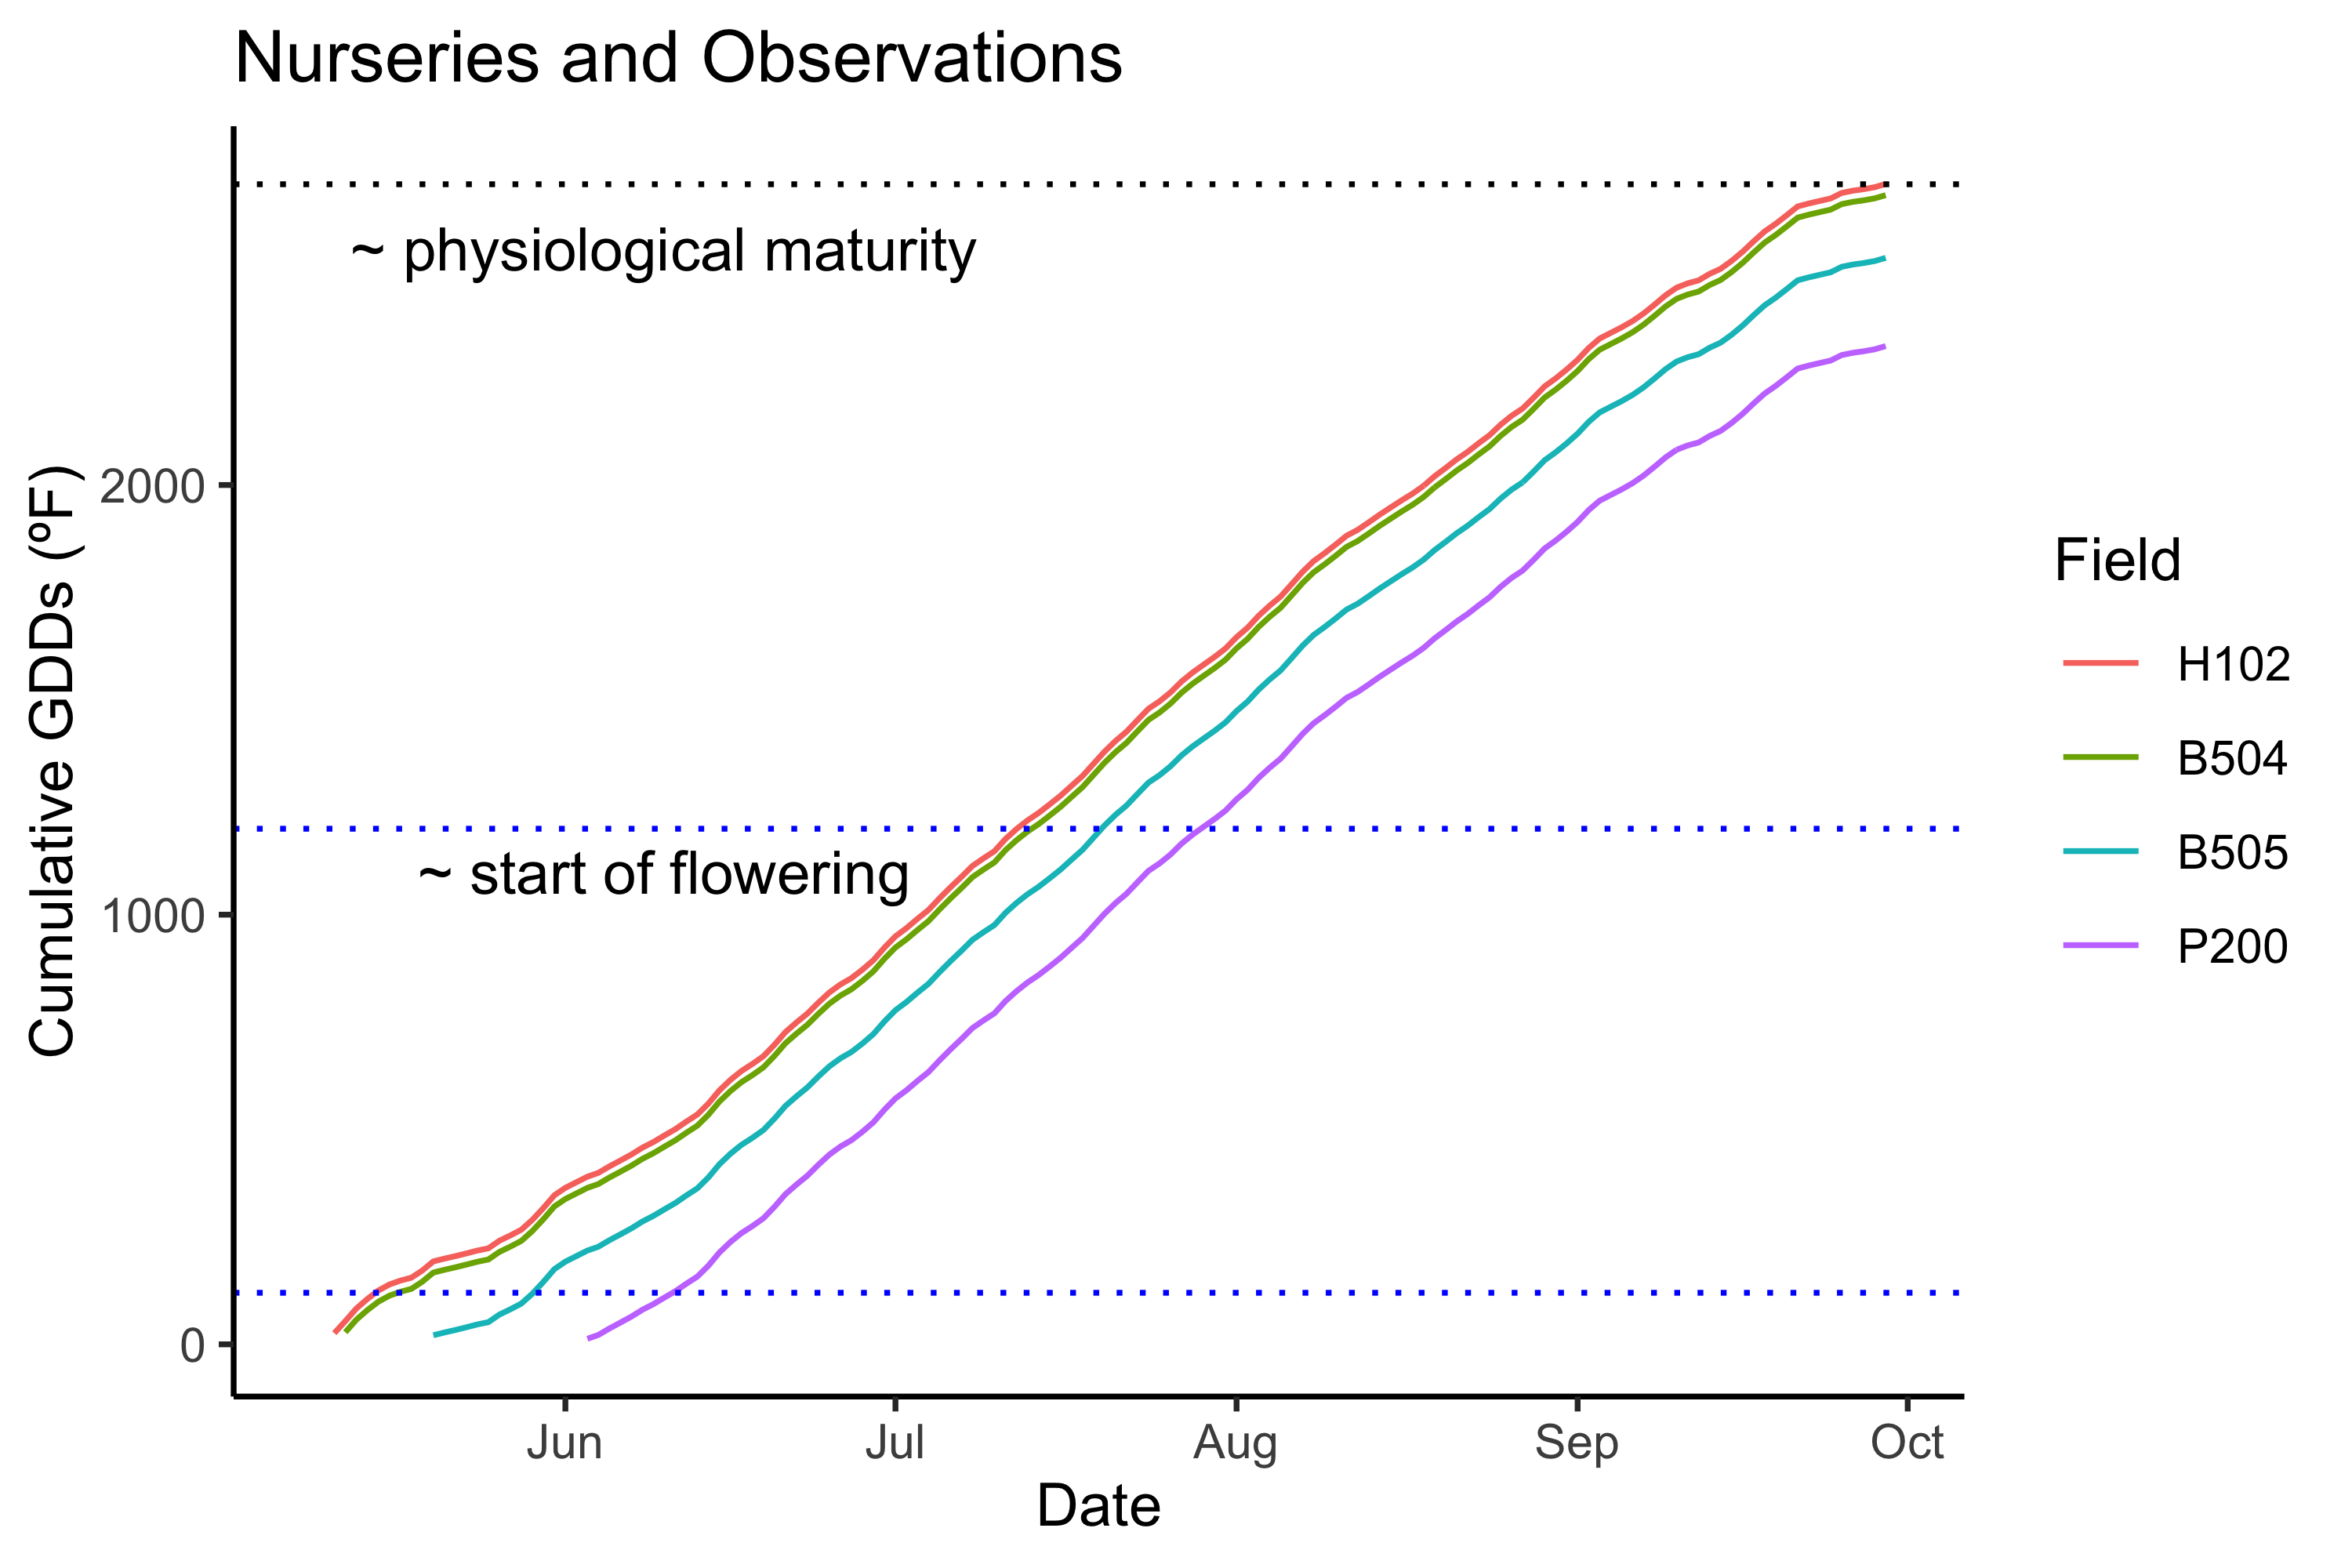 Nurseries and Observations
Cumulative GDDs (ºF)
2000
1000
0
~ physiological maturity
~ start of flowering
Jun
Jul
Aug
Sep
Oct
Date
Field
H102
B504
B505
P200